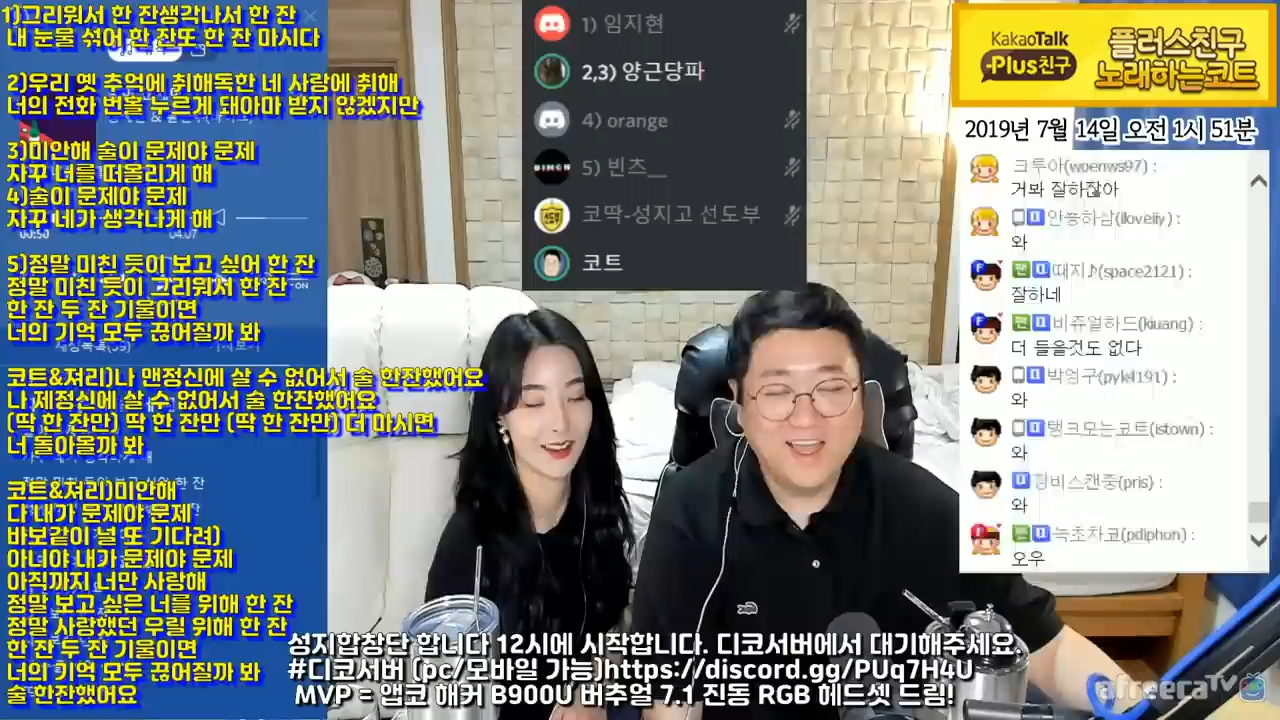 1)그리워서 한 잔생각나서 한 잔
내 눈물 섞어 한 잔또 한 잔 마시다
2)우리 옛 추억에 취해독한 네 사랑에 취해
너의 전화 번홀 누르게 돼아마 받지 않겠지만
3)미안해 술이 문제야 문제
자꾸 너를 떠올리게 해
4)술이 문제야 문제
자꾸 네가 생각나게 해
00:50
04:07
5)정말 미친 듯이 보고 싶어 한 잔
정말 미친 듯이 그리워서 한 잔
한 잔 두 잔 기울이면
너의 기억 모두 끊어질까 봐
코트&져리)나 맨정신에 살 수 없어서 술 한잔했어요
나 제정신에 살 수 없어서 술 한잔했어요
(딱 한 잔만) 딱 한 잔만 (딱 한 잔만) 더 마시면
너 돌아올까 봐
코트&져리)미안해
다 내가 문제야 문제
바보같이 널 또 기다려)
아녀야 내가 문제야 문제
아직까지 너만 사랑해
정말 보고 싶은 너를 위해 한 잔
정말 사랑했던 우릴 위해 한 잔
한 잔 두 잔 기울이면
너의 기억 모두 끊어질까 봐
술 한잔했어요
1) 임지현
2,3) 양근당파
4) orange
5) 빈츠__
코딱-성지고 선도부
코트
KakaoTalk
Plus친구
플러스친구
노래하는코트
2019년 7월 14일 오전 1시 51분
크루아(woenws97) :
거봐 잘하잖아
와
때지♪(space2121) :
잘하네
비쥬얼하드(kiuang) :
더 들을것도 없다
박영구(pyk4191) :
와
탱크모는코트(istown) :
와
와
녹초차코(pdiphon) :
오우
성지합창단 합니다 12시에 시작합니다. 디코서버에서 대기해주세요.
#디코서버 (pc/모바일 가능)https://discord.gg/PUq7H4U
MVP = 앱코 해커 B900U 버추얼 7.1 진동 RGB 헤드셋 드림!
afreecaTV